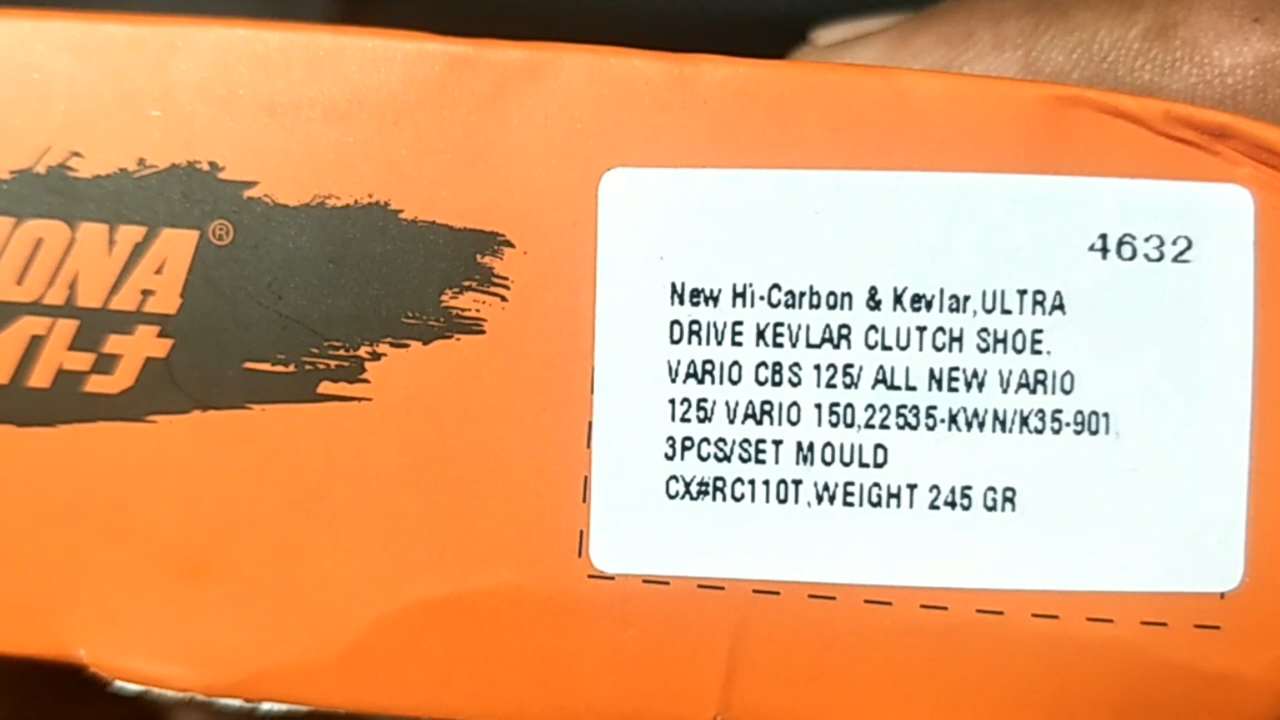 ONA®
イトナ
4632
New Hi-Carbon & Kevlar,ULTRA
DRIVE KEVLAR CLUTCH SHOE.
VARIO CBS 125/ ALL NEW VARIO
125/ VARIO 150,22535-KWN/K35-901.
3PCS/SET MOULD
CX#RC110T,WEIGHT 245 GR